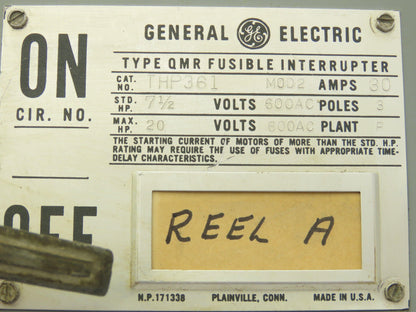 GENERAL GE ELECTRIC
ON
TYPE QMR FUSIBLE INTERRUPTER
CAT. NO. THP361 MOD2 AMPS 30
CIR. NO.
STD. HP. 7½ VOLTS 600AC POLES 3
MAX. HP. 20 VOLTS 600AC PLANT P
THE STARTING CURRENT OF MOTORS OF MORE THAN THE STD. H.P.
RATING MAY REQUIRE THE USE OF FUSES WITH APPROPRIATE TIME-
DELAY CHARACTERISTICS.
OFF
REEL A
N.P.171338 PLAINVILLE, CONN. MADE IN U.S.A.